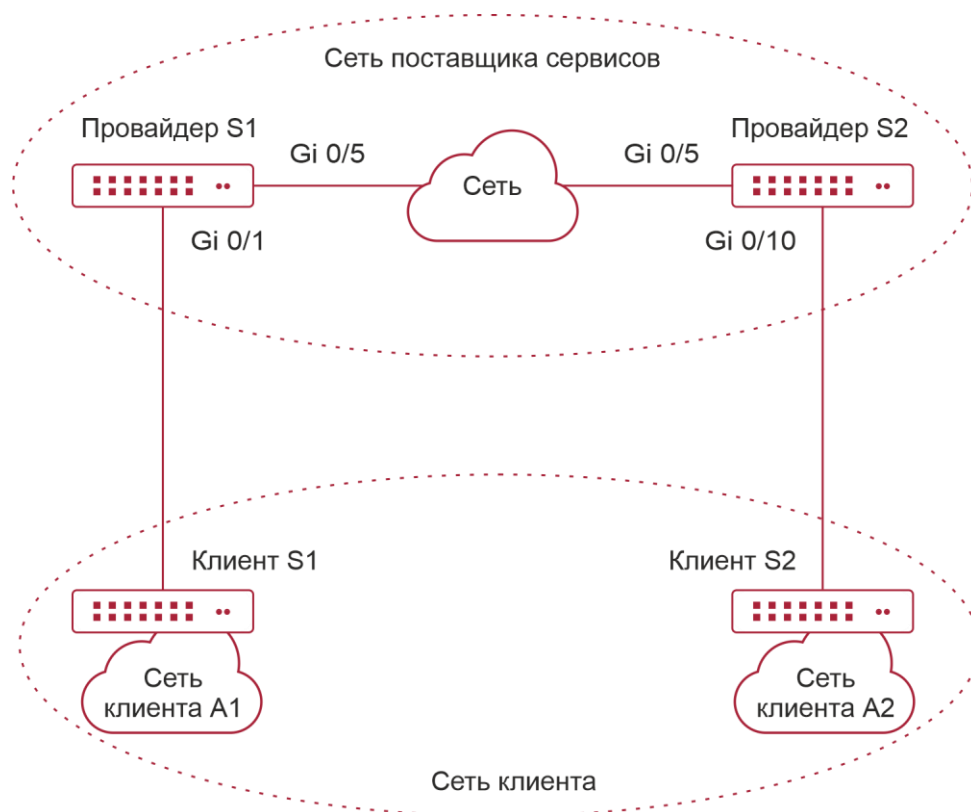 Сеть поставщика сервисов
Провайдер S1
Провайдер S2
Gi 0/5
Gi 0/5
Сеть
Gi 0/1
Gi 0/10
Клиент S1
Клиент S2
Сеть
клиента A1
Сеть
клиента A2
Сеть клиента